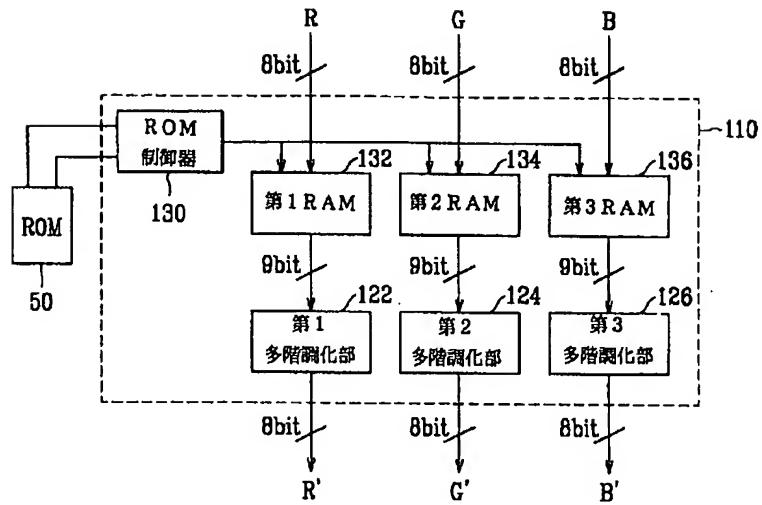 R G B
8bit 8bit 8bit
ROM
制御器
110
132 134 136
130
第1RAM 第2RAM 第3RAM
ROM
50
9bit 9bit 9bit
122 124 126
第1 第2 第3
多階調化部 多階調化部 多階調化部
8bit 8bit 8bit
R' G' B'